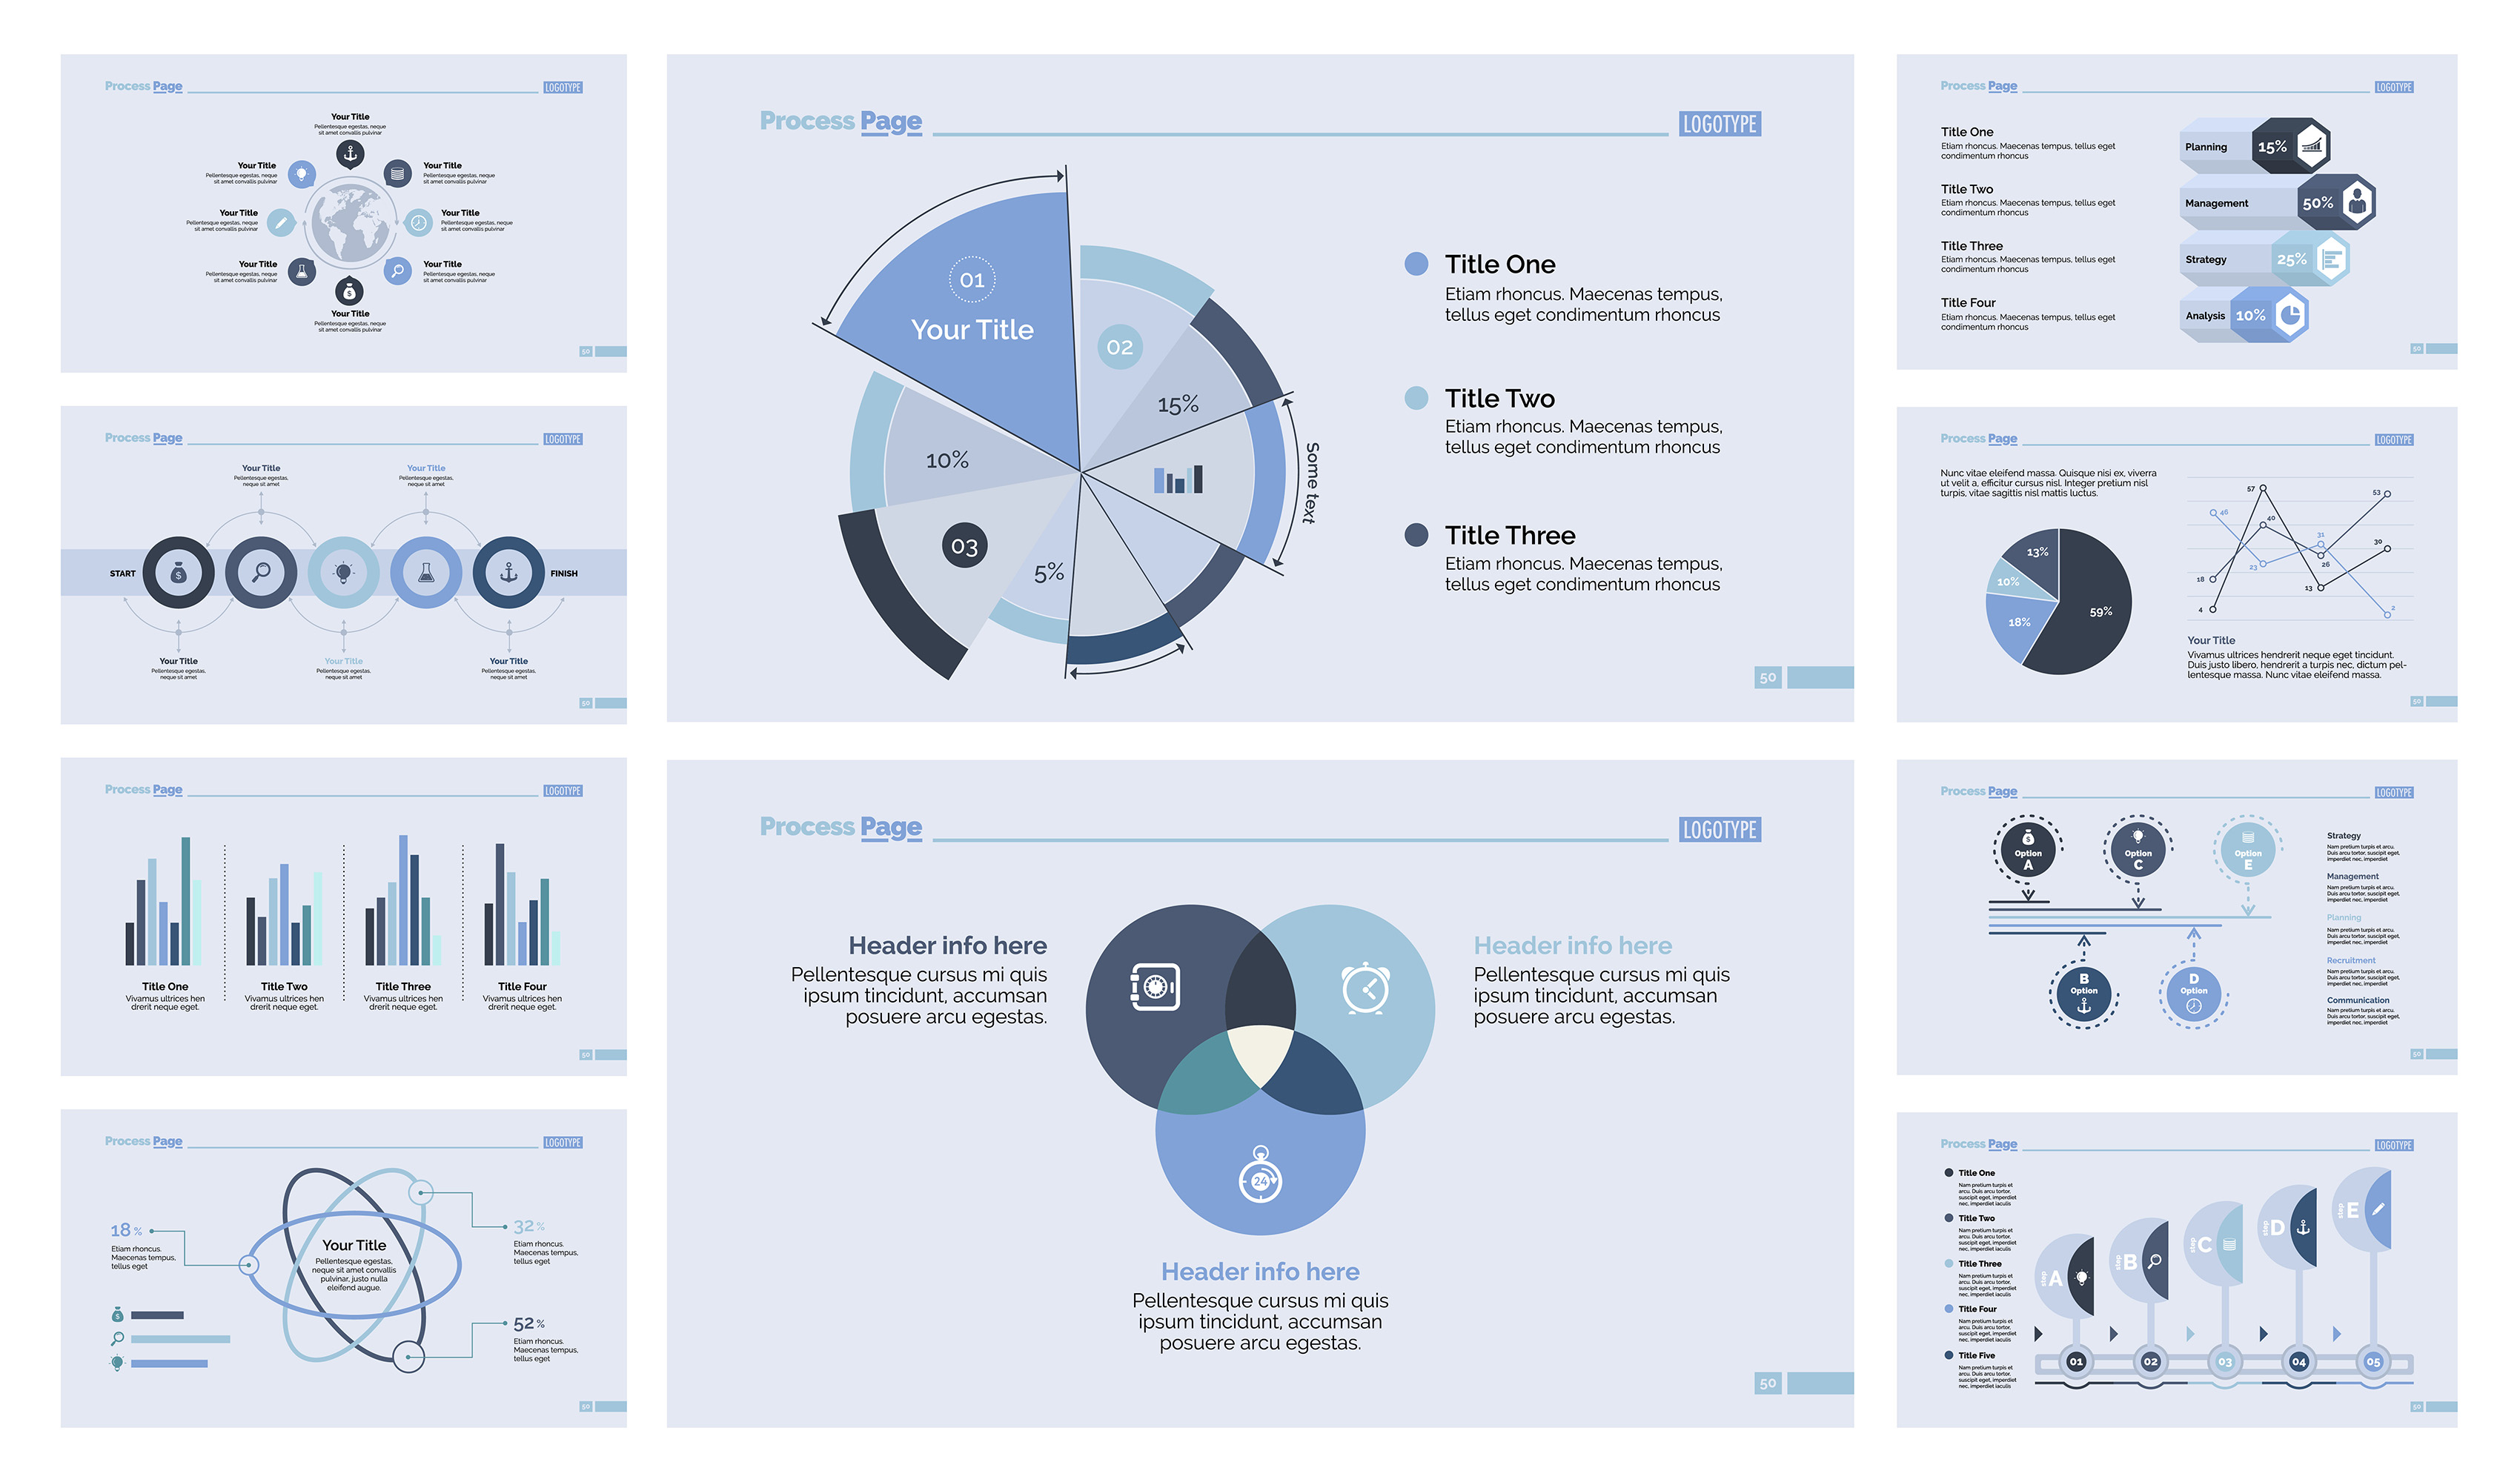 Process Page
LOGOTYPE
Your Title
Pellentesque egestas, neque
sit amet convallis pulvinar
Your Title
Pellentesque egestas, neque
sit amet convallis pulvinar
Your Title
Pellentesque egestas, neque
sit amet convallis pulvinar
Your Title
Pellentesque egestas, neque
sit amet convallis pulvinar
Your Title
Pellentesque egestas, neque
sit amet convallis pulvinar
Your Title
Pellentesque egestas, neque
sit amet convallis pulvinar
Your Title
Pellentesque egestas, neque
sit amet convallis pulvinar
$
Your Title
Pellentesque egestas, neque
sit amet convallis pulvinar
50
Process Page
LOGOTYPE
Your Title
Pellentesque egestas,
neque sit amet
Your Title
Pellentesque egestas,
neque sit amet
START
$
FINISH
Your Title
Pellentesque egestas,
neque sit amet
Your Title
Pellentesque egestas,
neque sit amet
Your Title
Pellentesque egestas,
neque sit amet
50
Process Page
LOGOTYPE
Title One
Vivamus ultrices hen
drerit neque eget.
Title Two
Vivamus ultrices hen
drerit neque eget.
Title Three
Vivamus ultrices hen
drerit neque eget.
Title Four
Vivamus ultrices hen
drerit neque eget.
50
Process Page
LOGOTYPE
18 %
Etiam rhoncus.
Maecenas tempus,
tellus eget
Your Title
Pellentesque egestas,
neque sit amet convallis
pulvinar, justo nulla
eleifend augue.
32 %
Etiam rhoncus.
Maecenas tempus,
tellus eget
$
52 %
Etiam rhoncus.
Maecenas tempus,
tellus eget
50
Process Page
LOGOTYPE
01
Your Title
02
15%
10%
Some text
03
5%
Title One
Etiam rhoncus. Maecenas tempus,
tellus eget condimentum rhoncus
Title Two
Etiam rhoncus. Maecenas tempus,
tellus eget condimentum rhoncus
Title Three
Etiam rhoncus. Maecenas tempus,
tellus eget condimentum rhoncus
50
Process Page
LOGOTYPE
Header info here
Pellentesque cursus mi quis
ipsum tincidunt, accumsan
posuere arcu egestas.
Header info here
Pellentesque cursus mi quis
ipsum tincidunt, accumsan
posuere arcu egestas.
24
Header info here
Pellentesque cursus mi quis
ipsum tincidunt, accumsan
posuere arcu egestas.
50
Process Page
LOGOTYPE
Title One
Etiam rhoncus. Maecenas tempus, tellus eget
condimentum rhoncus
Title Two
Etiam rhoncus. Maecenas tempus, tellus eget
condimentum rhoncus
Title Three
Etiam rhoncus. Maecenas tempus, tellus eget
condimentum rhoncus
Title Four
Etiam rhoncus. Maecenas tempus, tellus eget
condimentum rhoncus
Planning 15%
Management 50%
Strategy 25%
Analysis 10%
50
Process Page
LOGOTYPE
Nunc vitae eleifend massa. Quisque nisi ex, viverra
ut velit a, efficitur cursus nisl. Integer pretium nisl
turpis, vitae sagittis nisl mattis luctus.
13%
10%
18%
59%
57
53
46
40
31
30
23
26
18
13
4
2
Your Title
Vivamus ultrices hendrerit neque eget tincidunt.
Duis justo libero, hendrerit a turpis nec, dictum pel-
lentesque massa. Nunc vitae eleifend massa.
50
Process Page
LOGOTYPE
$
Option
A
Option
C
Option
E
B
Option
D
Option
Strategy
Nam pretium turpis et arcu.
Duis arcu tortor, suscipit eget,
imperdiet nec, imperdiet
Management
Nam pretium turpis et arcu.
Duis arcu tortor, suscipit eget,
imperdiet nec, imperdiet
Planning
Nam pretium turpis et arcu.
Duis arcu tortor, suscipit eget,
imperdiet nec, imperdiet
Recruitment
Nam pretium turpis et arcu.
Duis arcu tortor, suscipit eget,
imperdiet nec, imperdiet
Communication
Nam pretium turpis et arcu.
Duis arcu tortor, suscipit eget,
imperdiet nec, imperdiet
50
Process Page
LOGOTYPE
Title One
Nam pretium turpis et
arcu. Duis arcu tortor,
suscipit eget, imperdiet
nec, imperdiet iaculis
Title Two
Nam pretium turpis et
arcu. Duis arcu tortor,
suscipit eget, imperdiet
nec, imperdiet iaculis
Title Three
Nam pretium turpis et
arcu. Duis arcu tortor,
suscipit eget, imperdiet
nec, imperdiet iaculis
Title Four
Nam pretium turpis et
arcu. Duis arcu tortor,
suscipit eget, imperdiet
nec, imperdiet iaculis
Title Five
Nam pretium turpis et
arcu. Duis arcu tortor,
suscipit eget, imperdiet
nec, imperdiet iaculis
step A
step B
step C
step D
step E
01
02
03
04
05
50